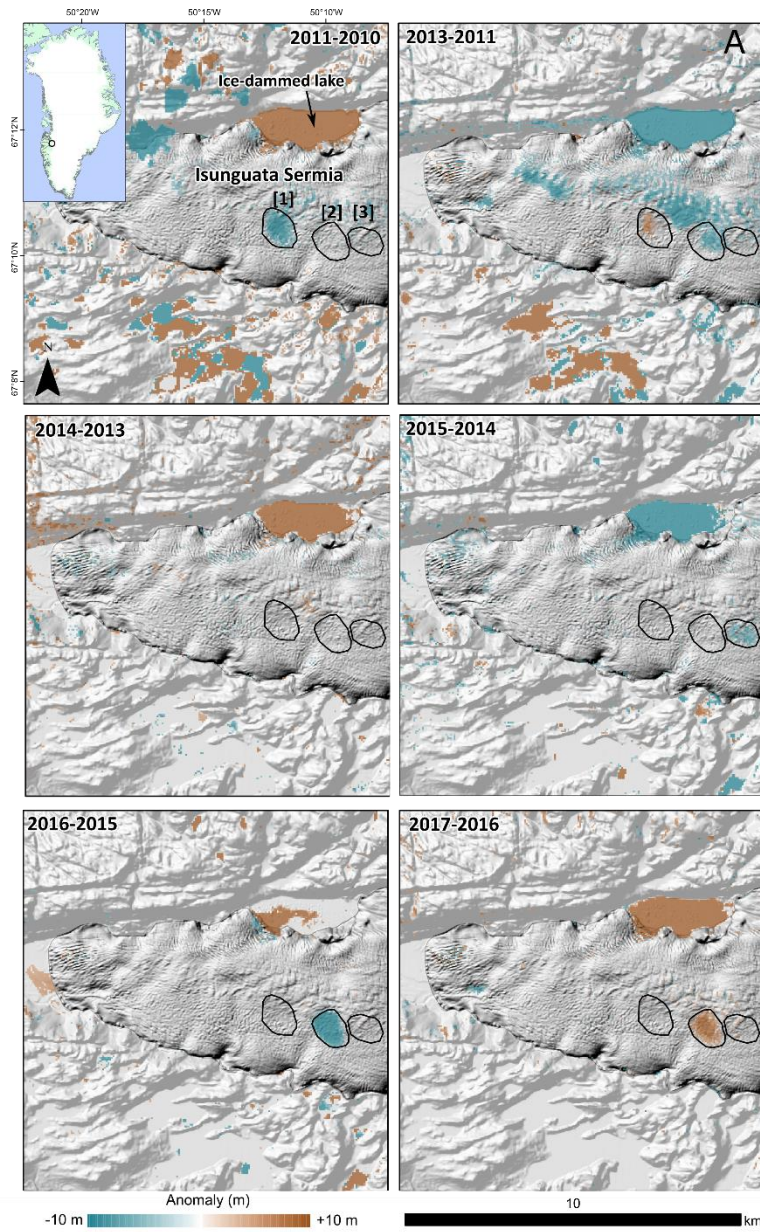 50°20'W 50°15'W 50°10'W
2011-2010
2013-2011
A
Ice-dammed lake
67°12'N
Isunguata Sermia
[1]
[2] [3]
67°10'N
N
67°8'N
2014-2013
2015-2014
2016-2015
2017-2016
Anomaly (m)
-10 m +10 m
10
km